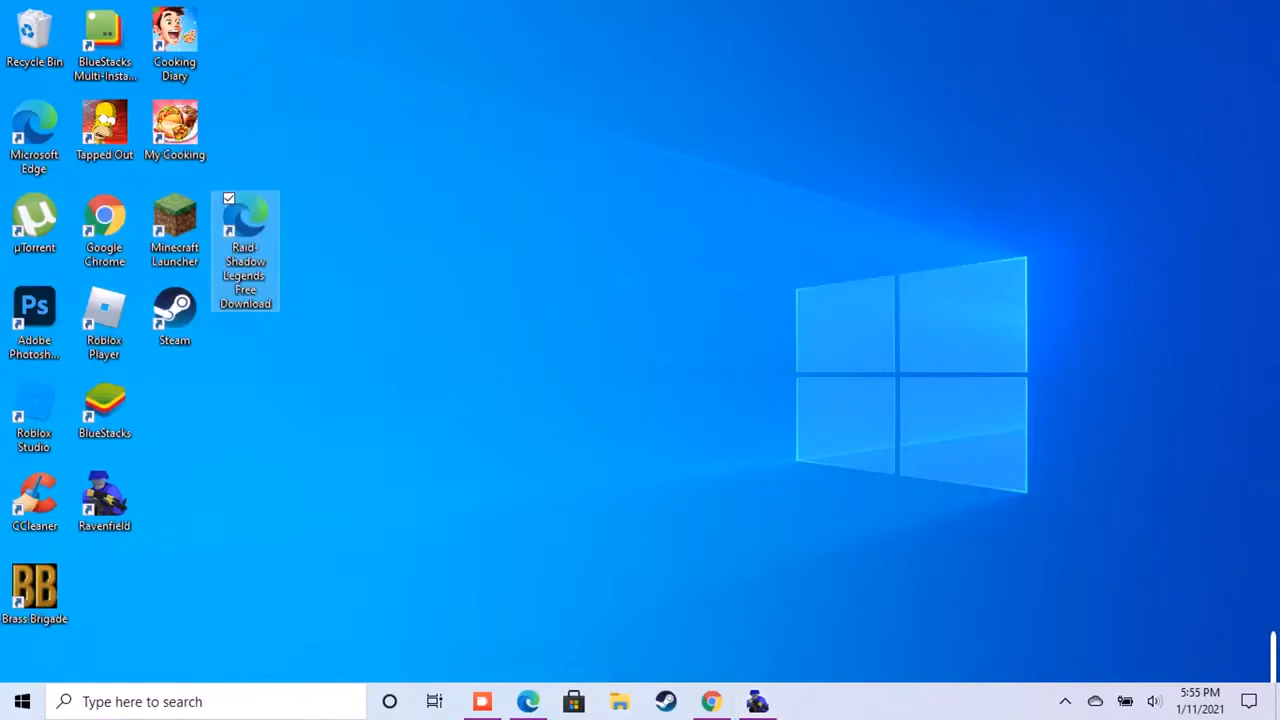 Recycle Bin
BlueStacks
Multi-Insta...
Cooking
Diary
Microsoft
Edge
Tapped Out
My Cooking
µTorrent
Google
Chrome
Minecraft
Launcher
Raid-
Shadow
Legends
Free
Download
Ps
Adobe
Photosh...
Roblox
Player
Steam
Roblox
Studio
BlueStacks
CCleaner
Ravenfield
BB
Brass Brigade
Type here to search
5:55 PM
1/11/2021